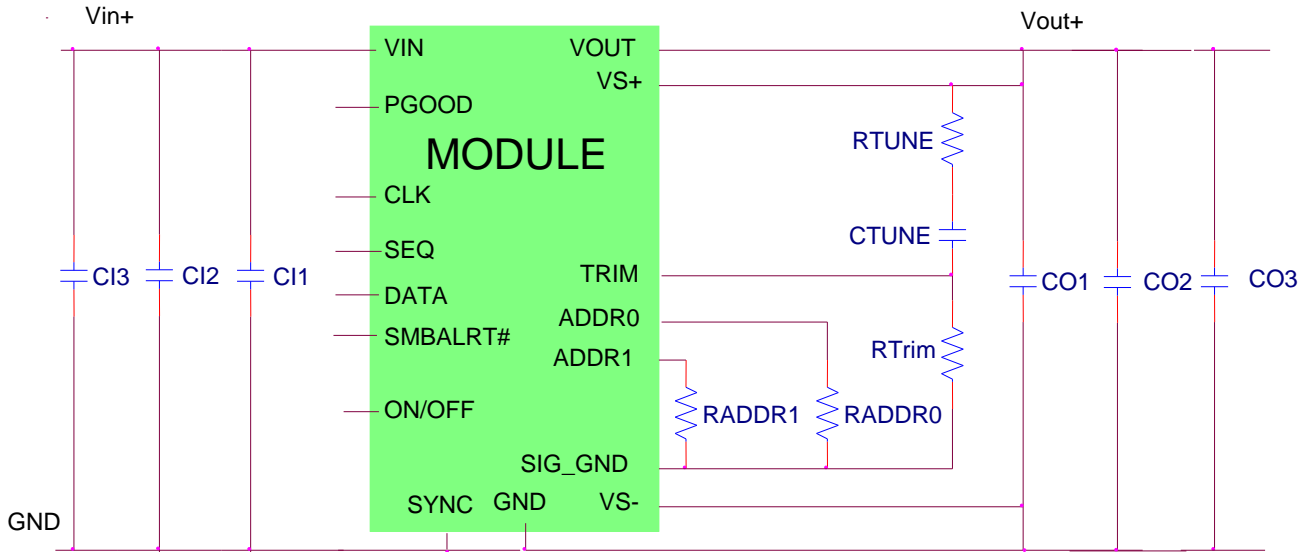 Vin+
Vout+
VIN
VOUT
VS+
PGOOD
RTUNE
MODULE
CLK
CTUNE
SEQ
TRIM
CI3
CI2
CI1
CO1
CO2
CO3
DATA
ADDR0
SMBALRT#
RTrim
ADDR1
ON/OFF
RADDR1
RADDR0
SIG_GND
SYNC
GND
VS-
GND